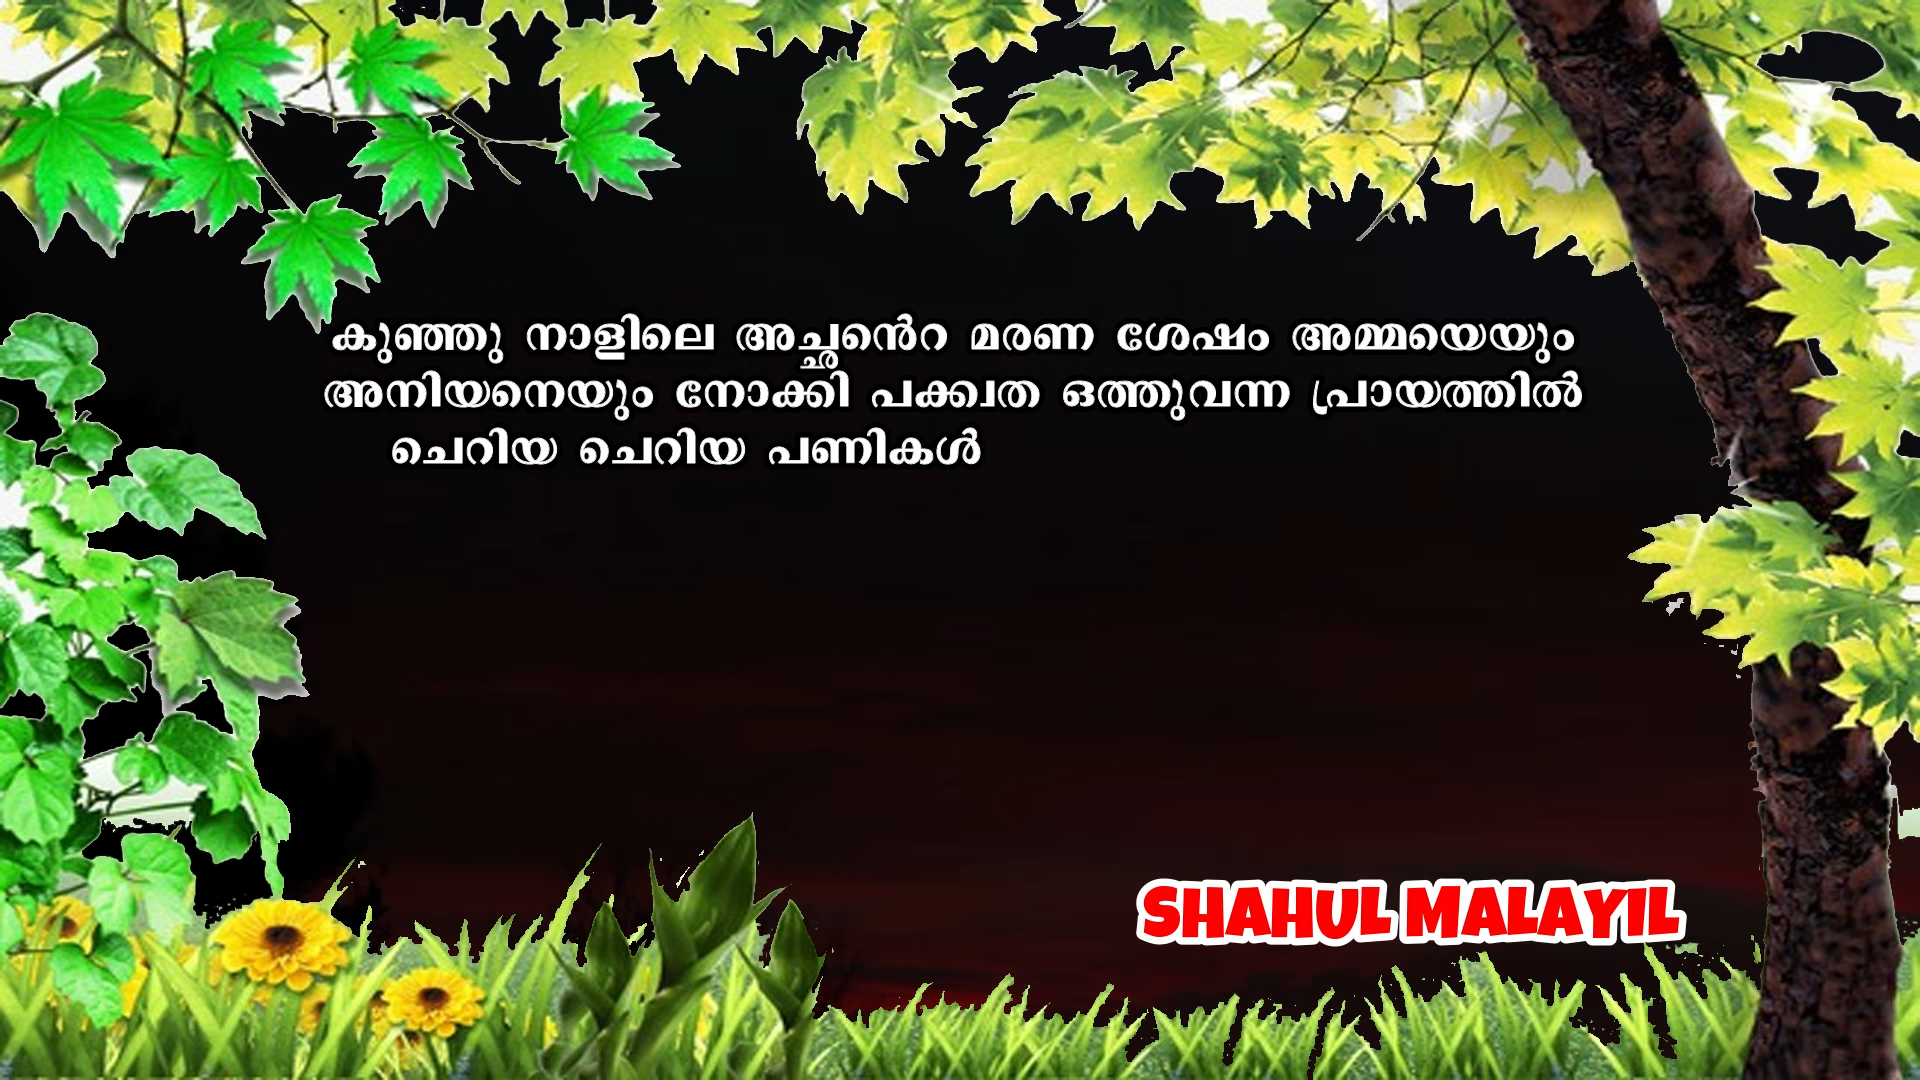 കുഞ്ഞു നാളിലെ അച്ഛൻെറ മരണ ശേഷം അമ്മയെയും
അനിയനെയും നോക്കി പക്ക്വത ഒത്തുവന്ന പ്രായത്തിൽ
ചെറിയ ചെറിയ പണികൾ
SHAHUL MALAYIL